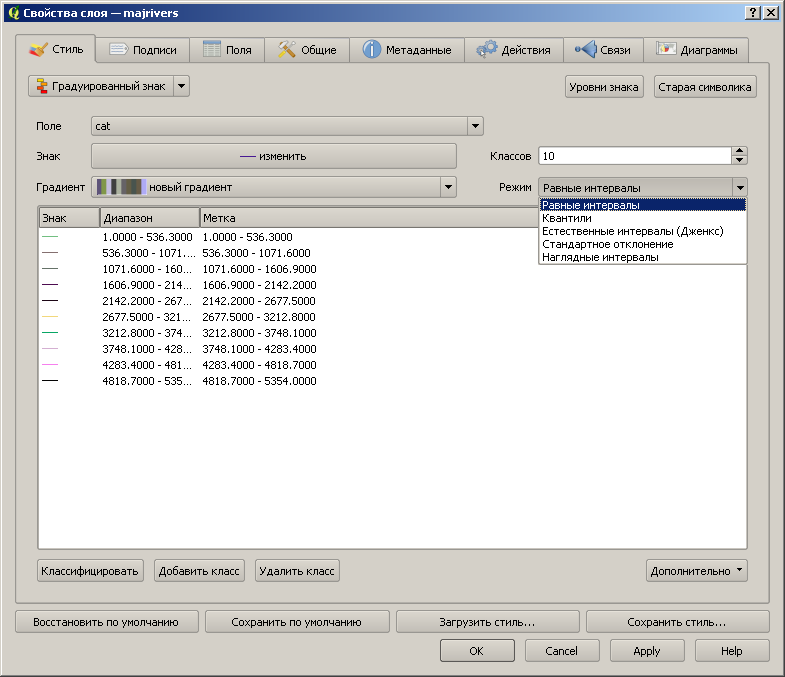 Свойства слоя — majrivers
Стиль Подписи Поля Общие Метаданные Действия Связи Диаграммы
Градуированный знак Уровни знака Старая символика
Поле cat
Знак изменить Классов 10
Градиент новый градиент Режим Равные интервалы
Равные интервалы
Квантили
Естественные интервалы (Дженкс)
Стандартное отклонение
Наглядные интервалы
Знак Диапазон Метка
1.0000 - 536.3000 1.0000 - 536.3000
536.3000 - 1071.... 536.3000 - 1071.6000
1071.6000 - 160... 1071.6000 - 1606.9000
1606.9000 - 214... 1606.9000 - 2142.2000
2142.2000 - 267... 2142.2000 - 2677.5000
2677.5000 - 321... 2677.5000 - 3212.8000
3212.8000 - 374... 3212.8000 - 3748.1000
3748.1000 - 428... 3748.1000 - 4283.4000
4283.4000 - 481... 4283.4000 - 4818.7000
4818.7000 - 535... 4818.7000 - 5354.0000
Классифицировать Добавить класс Удалить класс Дополнительно
Восстановить по умолчанию Сохранить по умолчанию Загрузить стиль... Сохранить стиль...
OK Cancel Apply Help